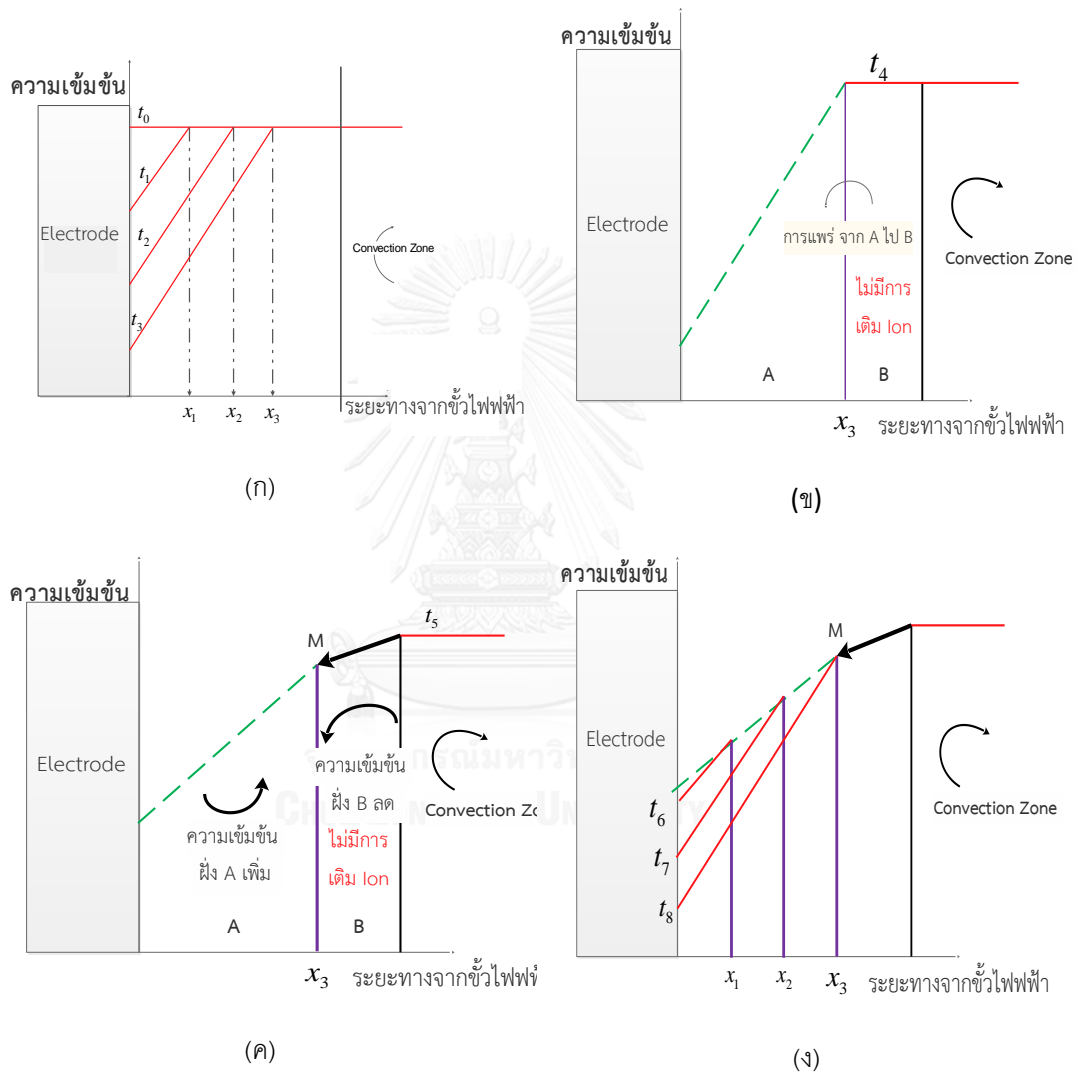 ความเข้มข้น
t0
t1
Electrode
t2
Convection Zone
t3
x1 x2 x3
ระยะทางจากขั้วไฟฟฟ้า
(ก)
ความเข้มข้น
t4
Electrode
การแพร่ จาก A ไป B
Convection Zone
ไม่มีการ
เติม Ion
A B
x3 ระยะทางจากขั้วไฟฟฟ้า
(ข)
ความเข้มข้น
t5
M
Electrode
ความเข้มข้น
ฝั่ง B ลด
Convection Zo
ความเข้มข้น
ฝั่ง A เพิ่ม
ไม่มีการ
เติม Ion
A B
x3 ระยะทางจากขั้วไฟฟฟ้
(ค)
ความเข้มข้น
M
Electrode
t6
Convection Zone
t7
t8
x1 x2 x3 ระยะทางจากขั้วไฟฟฟ้า
(ง)